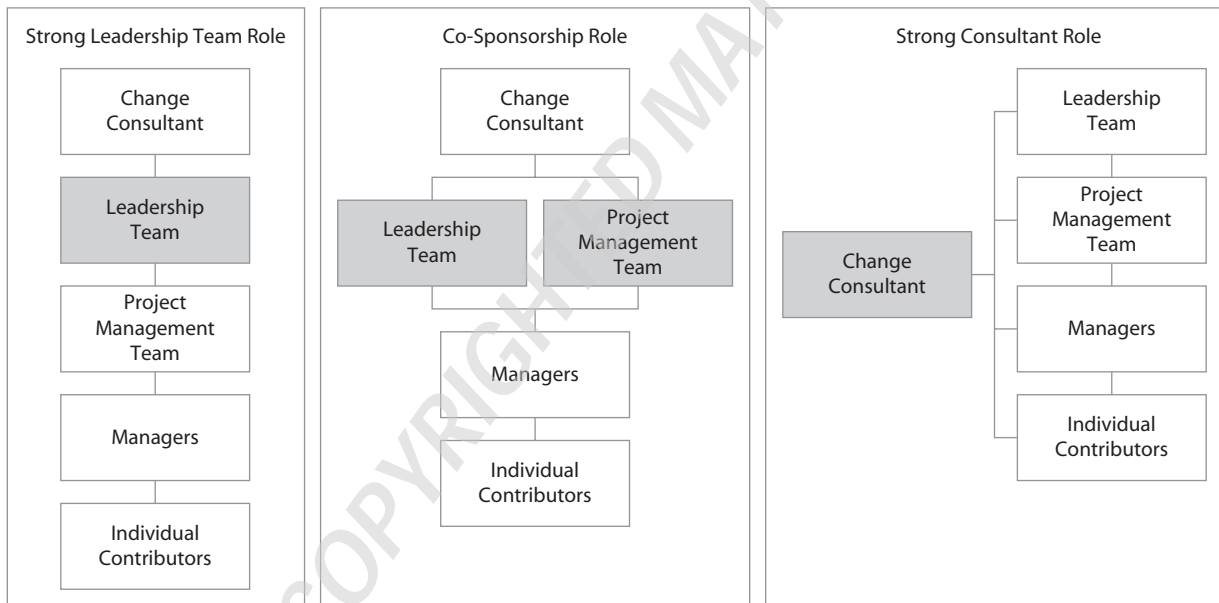 Strong Leadership Team Role
Change
Consultant
Leadership
Team
Project
Management
Team
Managers
Individual
Contributors
Co-Sponsorship Role
Change
Consultant
Leadership
Team
Project
Management
Team
Managers
Individual
Contributors
Strong Consultant Role
Change
Consultant
Leadership
Team
Project
Management
Team
Managers
Individual
Contributors
COPYRIGHTED MA